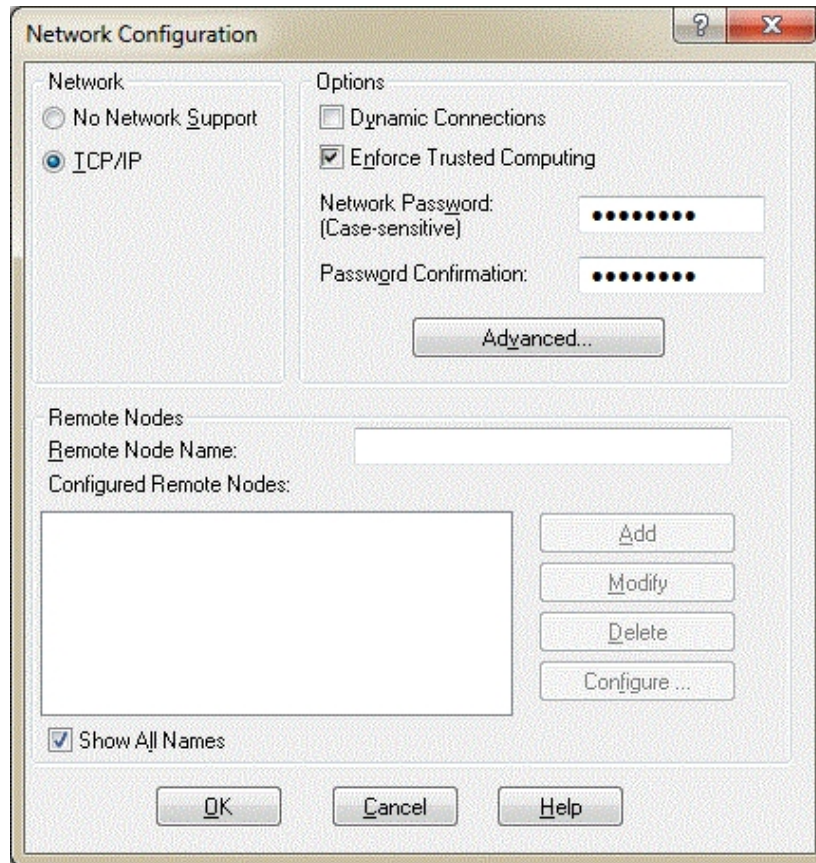 Network Configuration
Network
No Network Support
TCP/IP
Options
Dynamic Connections
Enforce Trusted Computing
Network Password:
(Case-sensitive)
••••••••
Password Confirmation:
••••••••
Advanced...
Remote Nodes
Remote Node Name:
Configured Remote Nodes:
Add
Modify
Delete
Configure ...
Show All Names
OK
Cancel
Help